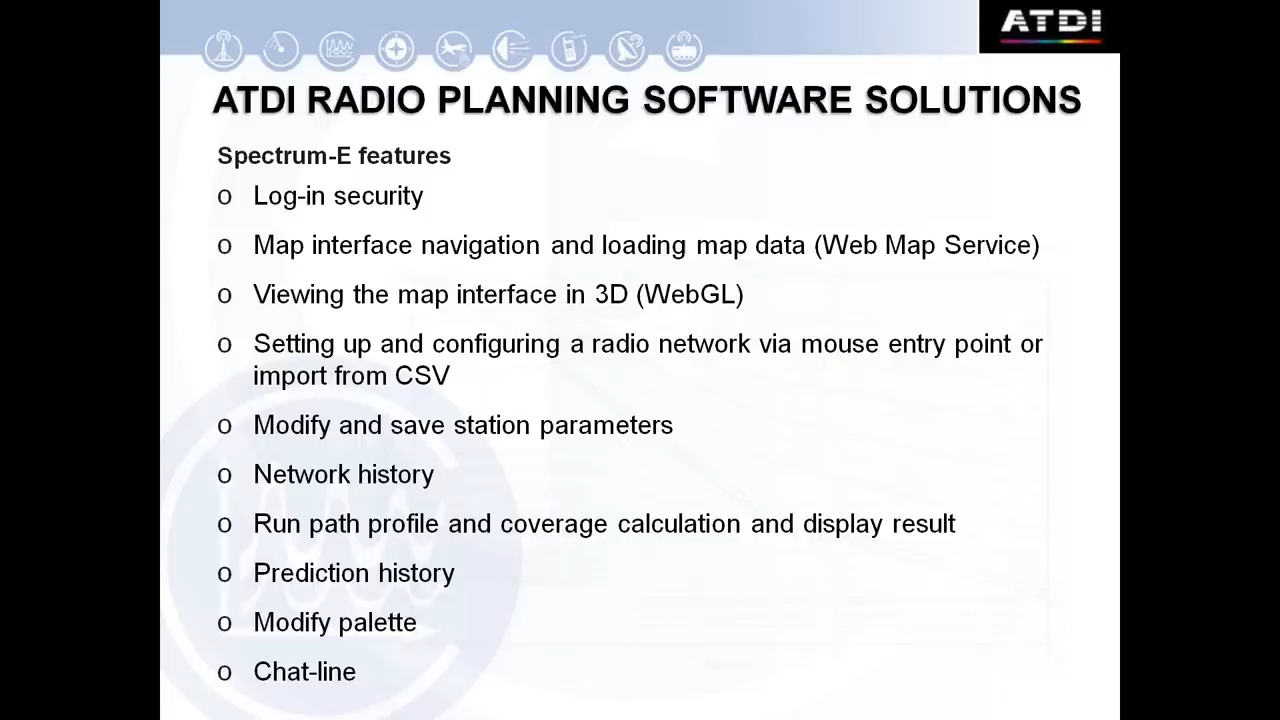 ATDI
ATDI RADIO PLANNING SOFTWARE SOLUTIONS
Spectrum-E features
o Log-in security
o Map interface navigation and loading map data (Web Map Service)
o Viewing the map interface in 3D (WebGL)
o Setting up and configuring a radio network via mouse entry point or
import from CSV
o Modify and save station parameters
o Network history
o Run path profile and coverage calculation and display result
o Prediction history
o Modify palette
o Chat-line